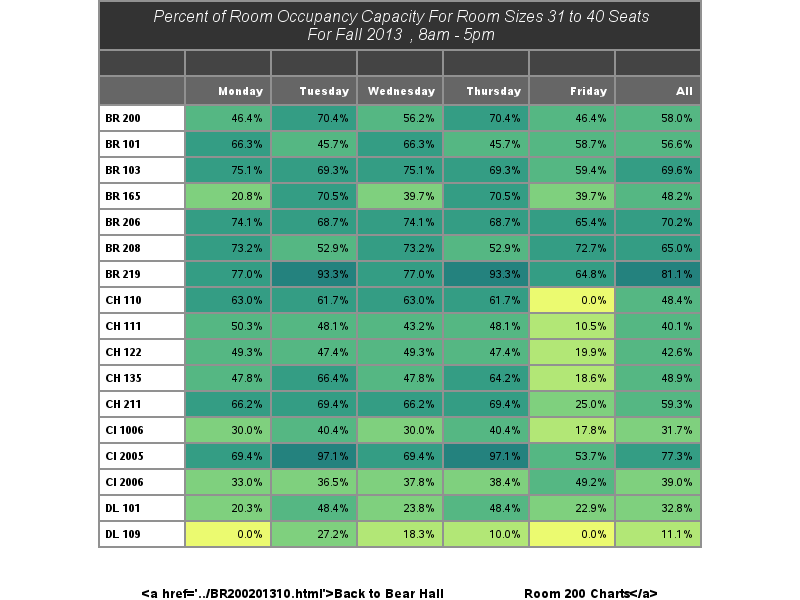 Percent of Room Occupancy Capacity For Room Sizes 31 to 40 Seats
For Fall 2013 , 8am - 5pm
Monday Tuesday Wednesday Thursday Friday All
BR 200 46.4% 70.4% 56.2% 70.4% 46.4% 58.0%
BR 101 66.3% 45.7% 66.3% 45.7% 58.7% 56.6%
BR 103 75.1% 69.3% 75.1% 69.3% 59.4% 69.6%
BR 165 20.8% 70.5% 39.7% 70.5% 39.7% 48.2%
BR 206 74.1% 68.7% 74.1% 68.7% 65.4% 70.2%
BR 208 73.2% 52.9% 73.2% 52.9% 72.7% 65.0%
BR 219 77.0% 93.3% 77.0% 93.3% 64.8% 81.1%
CH 110 63.0% 61.7% 63.0% 61.7% 0.0% 48.4%
CH 111 50.3% 48.1% 43.2% 48.1% 10.5% 40.1%
CH 122 49.3% 47.4% 49.3% 47.4% 19.9% 42.6%
CH 135 47.8% 66.4% 47.8% 64.2% 18.6% 48.9%
CH 211 66.2% 69.4% 66.2% 69.4% 25.0% 59.3%
CI 1006 30.0% 40.4% 30.0% 40.4% 17.8% 31.7%
CI 2005 69.4% 97.1% 69.4% 97.1% 53.7% 77.3%
CI 2006 33.0% 36.5% 37.8% 38.4% 49.2% 39.0%
DL 101 20.3% 48.4% 23.8% 48.4% 22.9% 32.8%
DL 109 0.0% 27.2% 18.3% 10.0% 0.0% 11.1%
<a href='../BR200201310.html'>Back to Bear Hall Room 200 Charts</a>